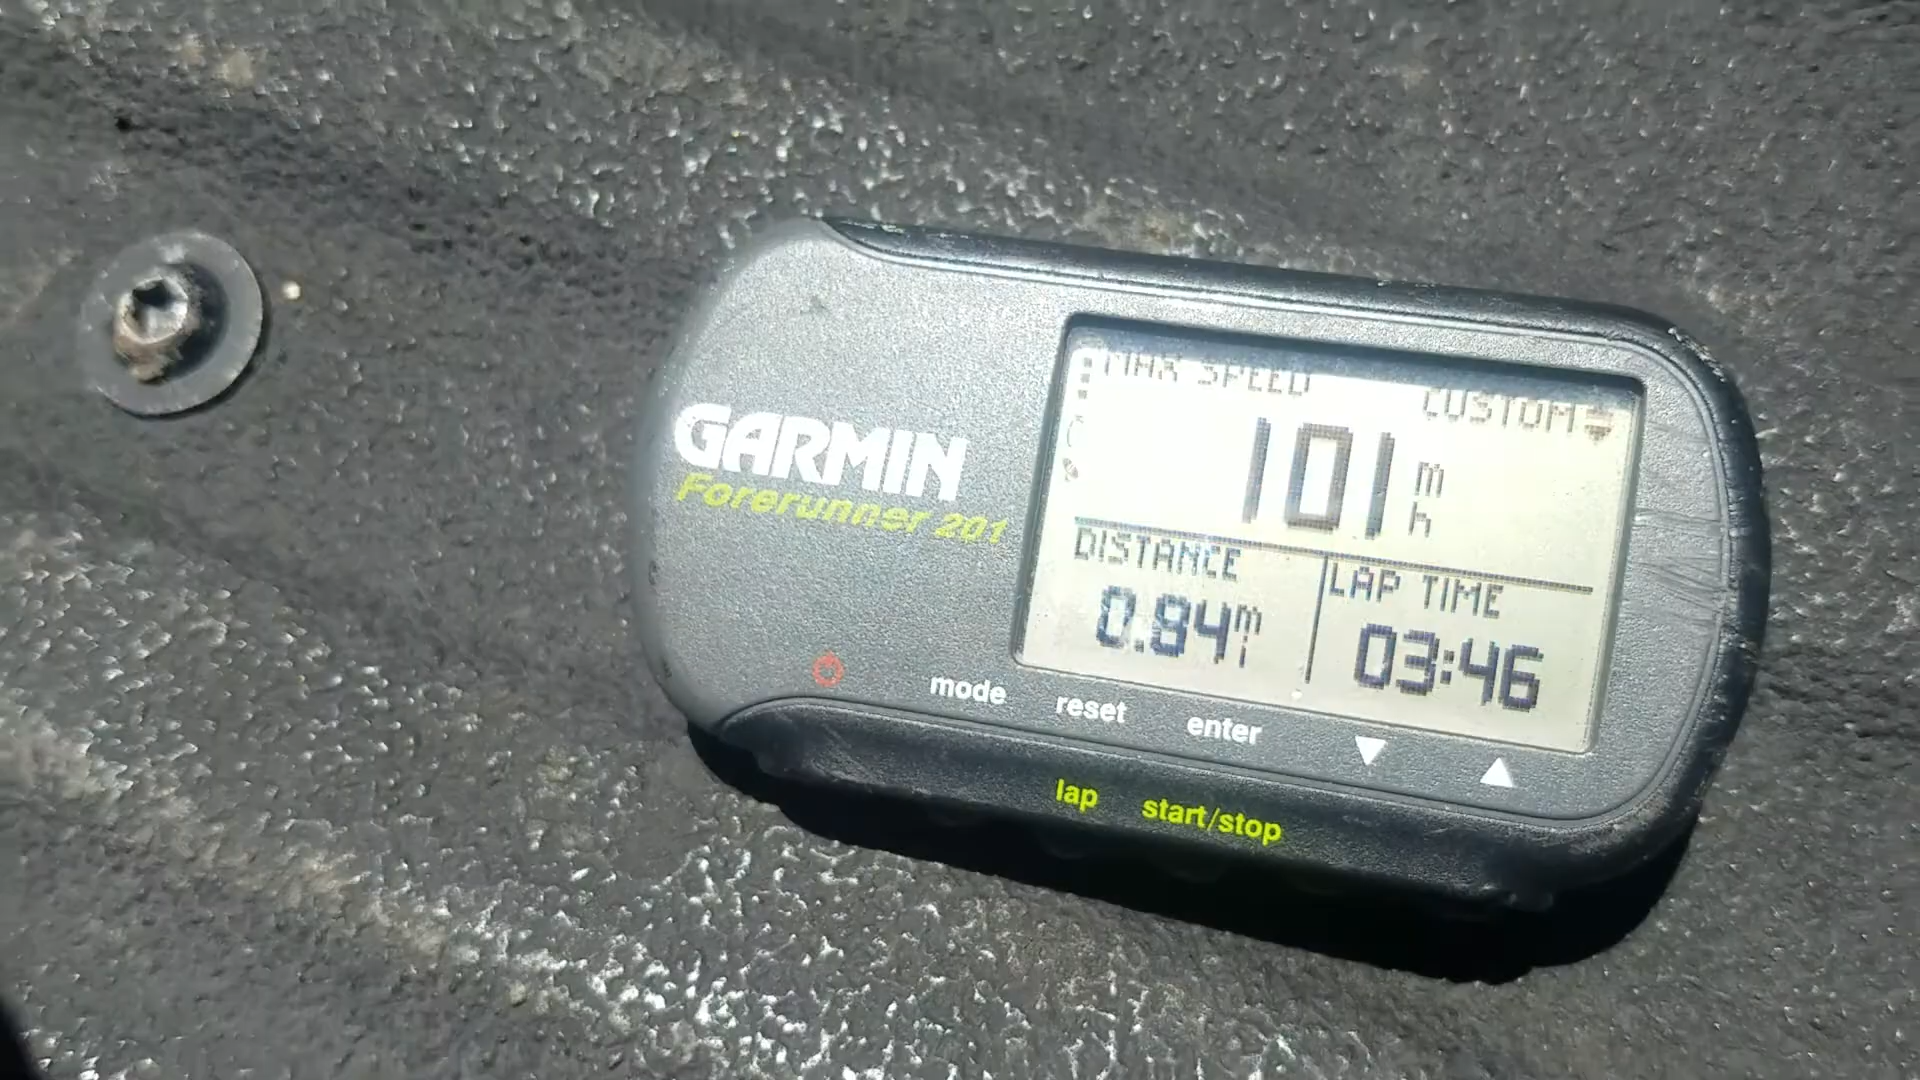 GARMIN
Forerunner 201
MAX SPEED
CUSTOM
101 m h
DISTANCE
0.84 mi
LAP TIME
03:46
mode reset enter
lap start/stop